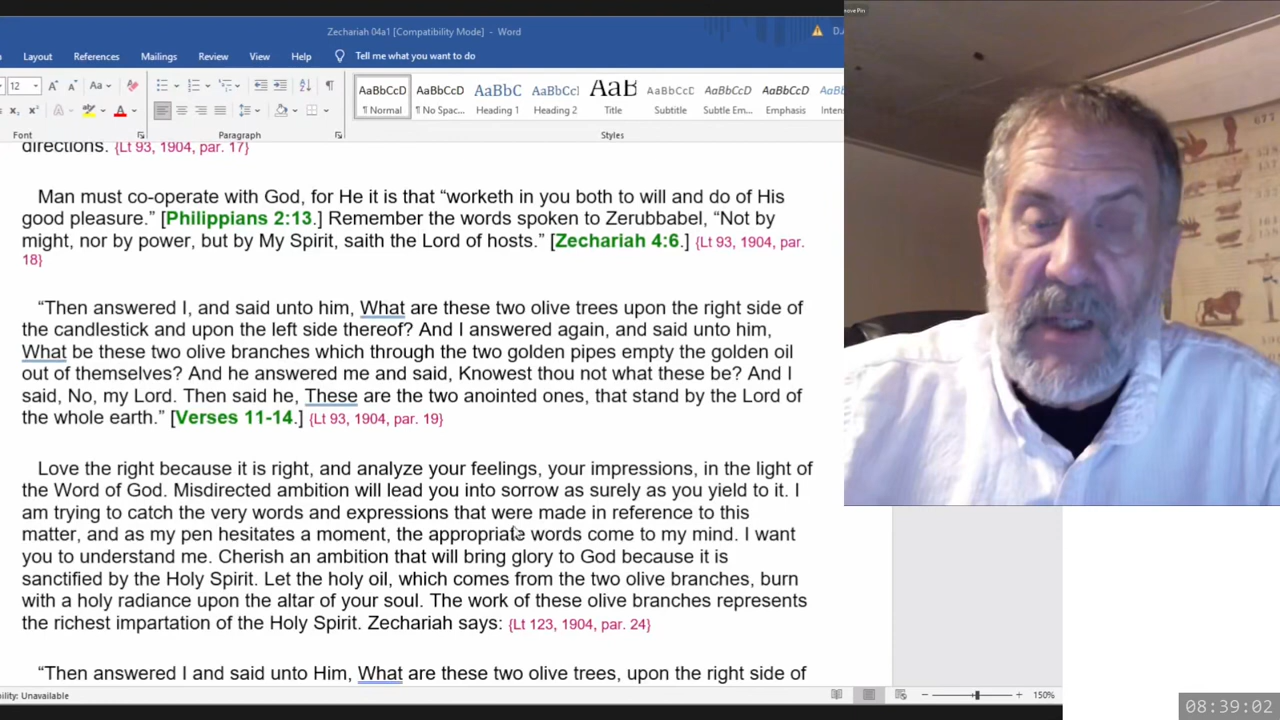 Zechariah 04a1 [Compatibility Mode] - Word
Layout References Mailings Review View Help Tell me what you want to do
12 Aa
AaBbCcD AaBbCcD AaBbC AaBbCcI AaB AaBbCcD AaBbCcD AaBbCcD
¶ Normal ¶ No Spac... Heading 1 Heading 2 Title Subtitle Subtle Em... Emphasis
Font Paragraph Styles
directions. {Lt 93, 1904, par. 17}
Man must co-operate with God, for He it is that “worketh in you both to will and do of His
good pleasure.” [Philippians 2:13.] Remember the words spoken to Zerubbabel, “Not by
might, nor by power, but by My Spirit, saith the Lord of hosts.” [Zechariah 4:6.] {Lt 93, 1904, par.
18}
“Then answered I, and said unto him, What are these two olive trees upon the right side of
the candlestick and upon the left side thereof? And I answered again, and said unto him,
What be these two olive branches which through the two golden pipes empty the golden oil
out of themselves? And he answered me and said, Knowest thou not what these be? And I
said, No, my Lord. Then said he, These are the two anointed ones, that stand by the Lord of
the whole earth.” [Verses 11-14.] {Lt 93, 1904, par. 19}
Love the right because it is right, and analyze your feelings, your impressions, in the light of
the Word of God. Misdirected ambition will lead you into sorrow as surely as you yield to it. I
am trying to catch the very words and expressions that were made in reference to this
matter, and as my pen hesitates a moment, the appropriate words come to my mind. I want
you to understand me. Cherish an ambition that will bring glory to God because it is
sanctified by the Holy Spirit. Let the holy oil, which comes from the two olive branches, burn
with a holy radiance upon the altar of your soul. The work of these olive branches represents
the richest impartation of the Holy Spirit. Zechariah says: {Lt 123, 1904, par. 24}
“Then answered I and said unto Him, What are these two olive trees, upon the right side of
bility: Unavailable
150%
08:39:02